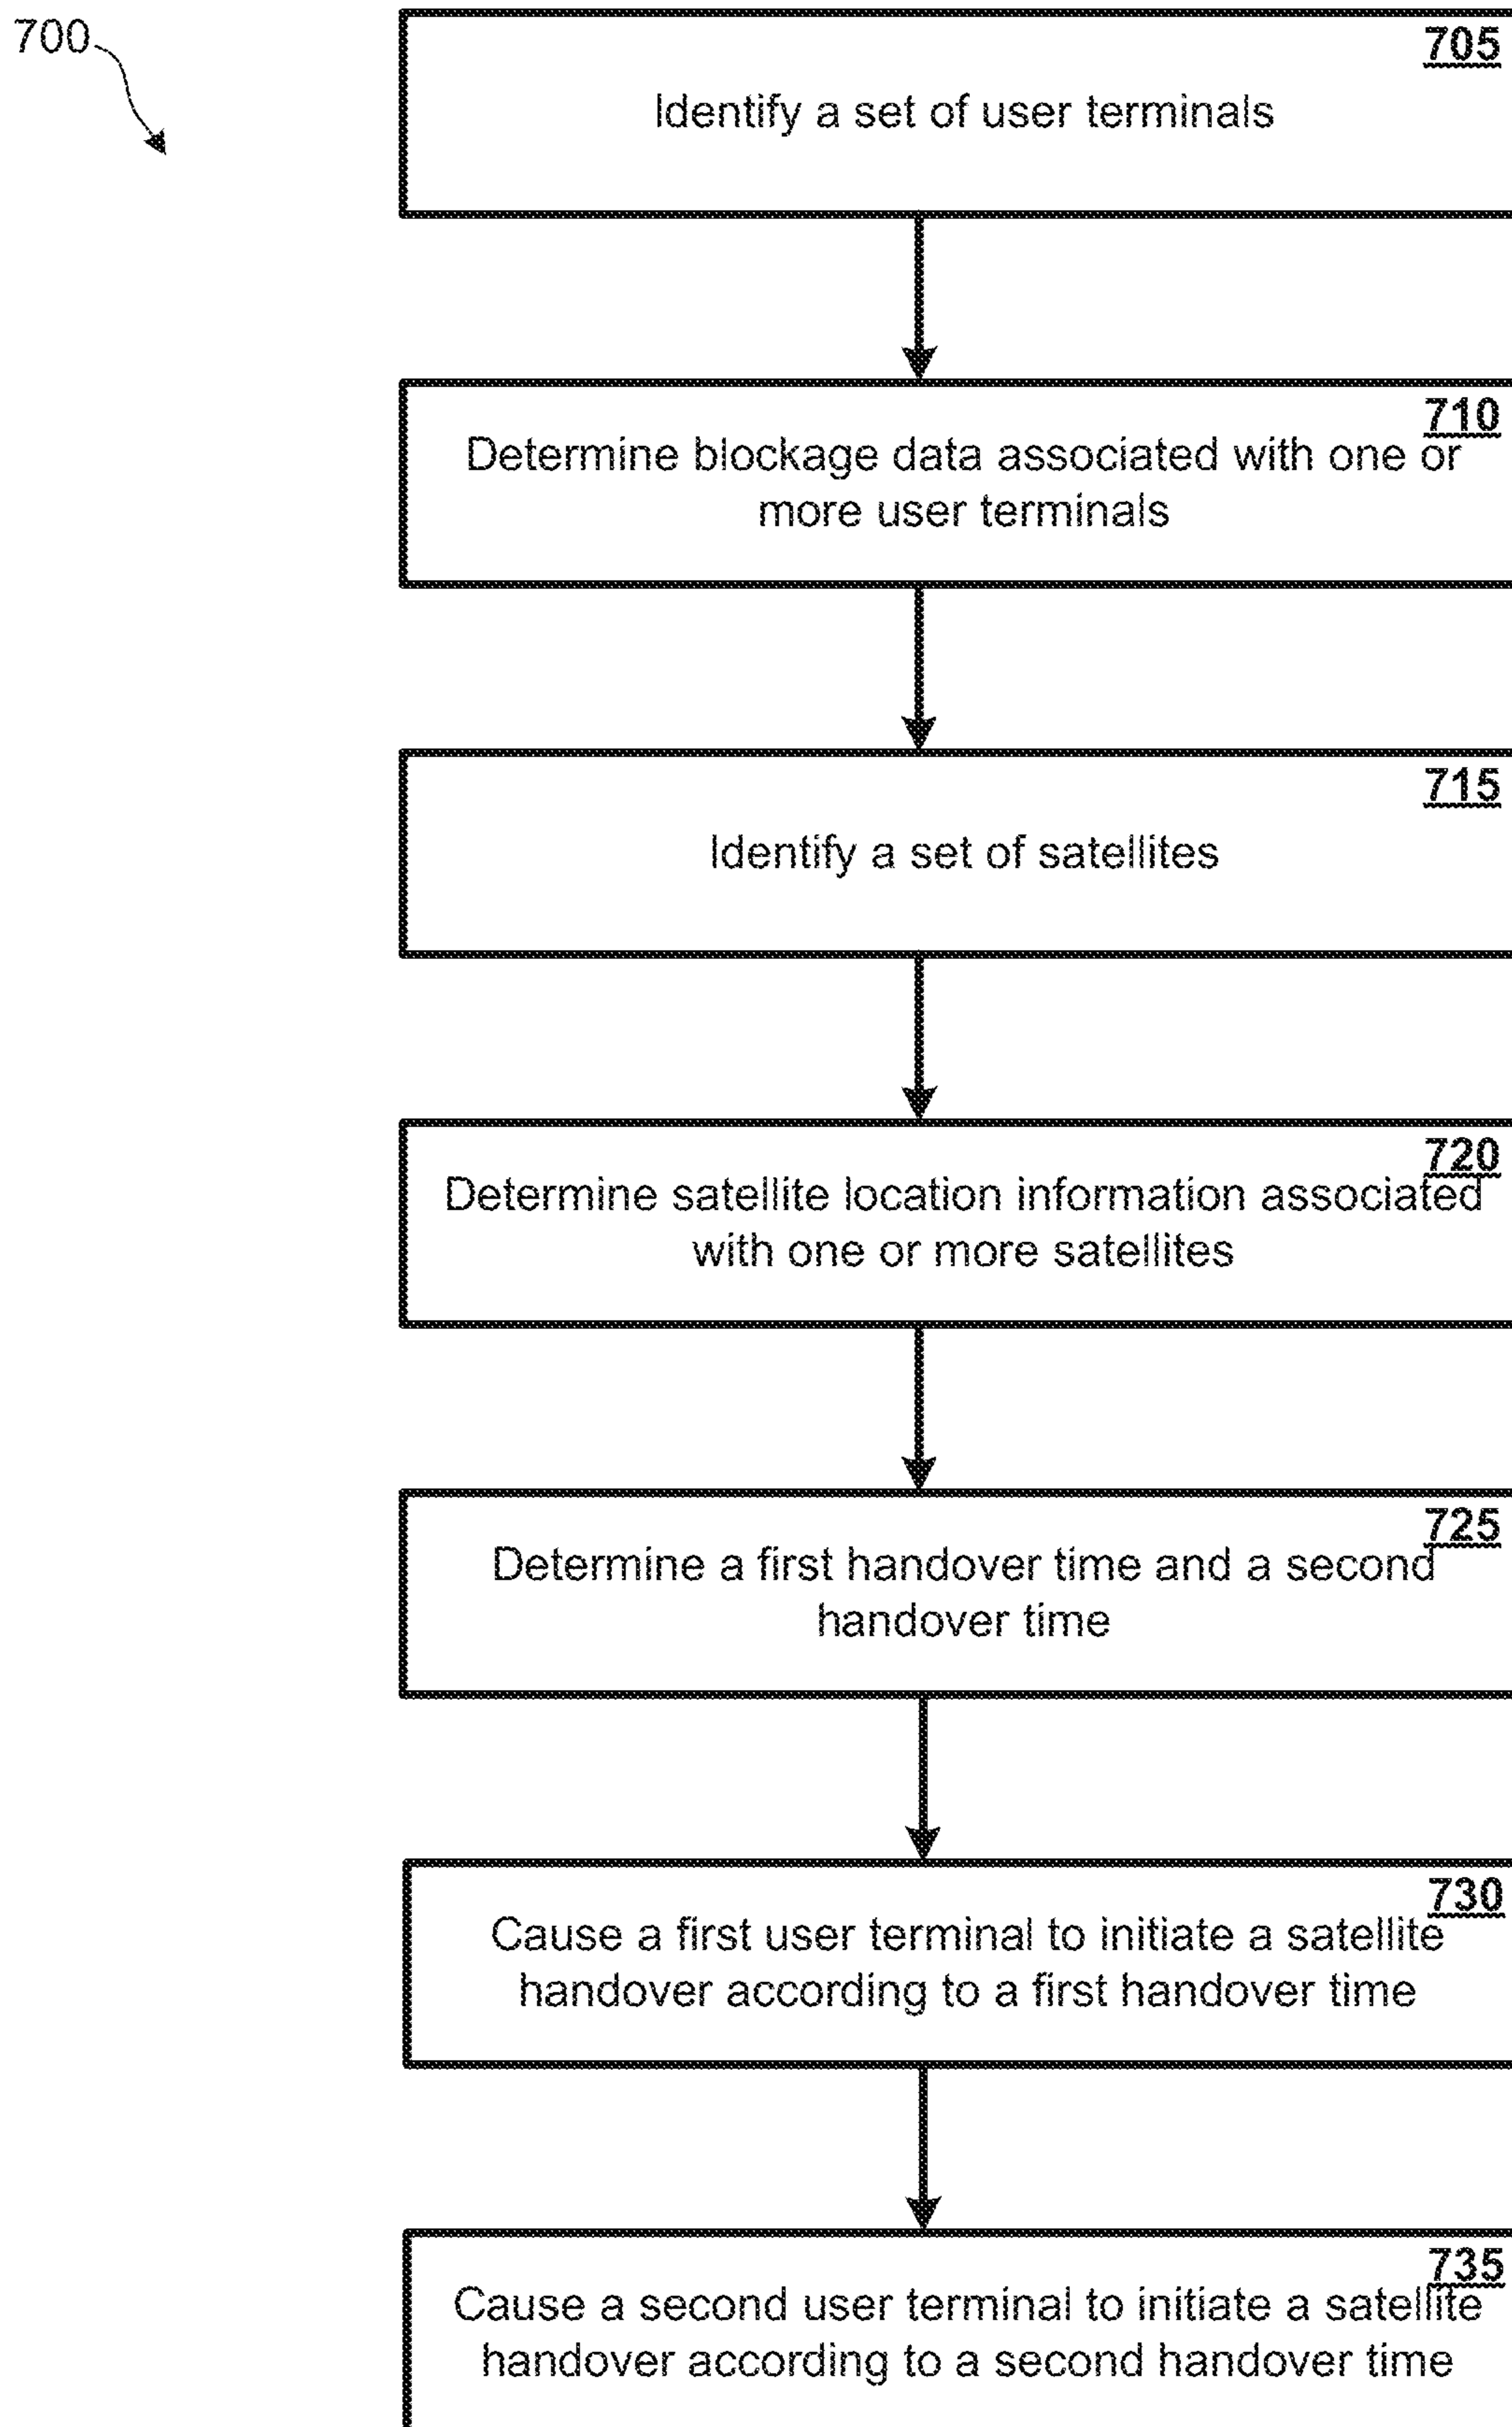 700
705
Identify a set of user terminals
710
Determine blockage data associated with one or
more user terminals
715
Identify a set of satellites
720
Determine satellite location information associated
with one or more satellites
725
Determine a first handover time and a second
handover time
730
Cause a first user terminal to initiate a satellite
handover according to a first handover time
735
Cause a second user terminal to initiate a satellite
handover according to a second handover time